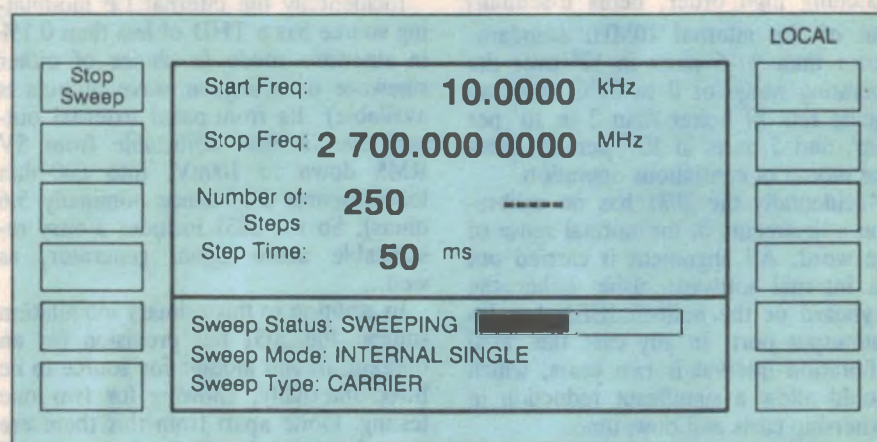 LOCAL
Stop
Sweep
Start Freq: 10.0000 kHz
Stop Freq: 2 700.000 0000 MHz
Number of: 250 ----
Steps
Step Time: 50 ms
Sweep Status: SWEEPING
Sweep Mode: INTERNAL SINGLE
Sweep Type: CARRIER